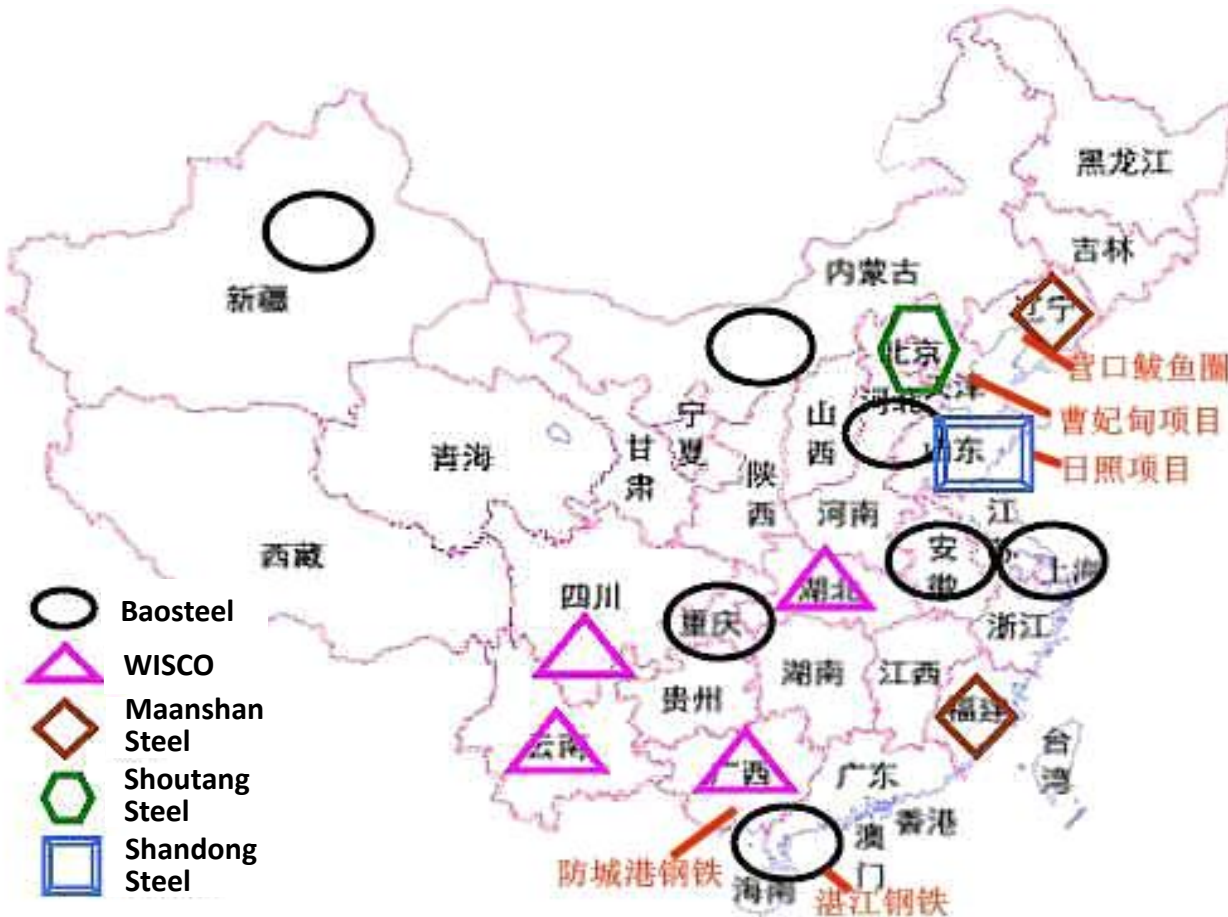 黑龙江
吉林
内蒙古
辽宁
新疆
北京
营口鲅鱼圈
天津
河北
宁夏
山西
曹妃甸项目
青海
甘肃
山东
日照项目
陕西
河南
江
西藏
安徽
上海
四川
湖北
Baosteel
重庆
浙江
WISCO
湖南
江西
贵州
Maanshan
Steel
福建
云南
台湾
广西
广东
Shoutang
Steel
香港
澳门
防城港钢铁
Shandong
Steel
海南
湛江钢铁